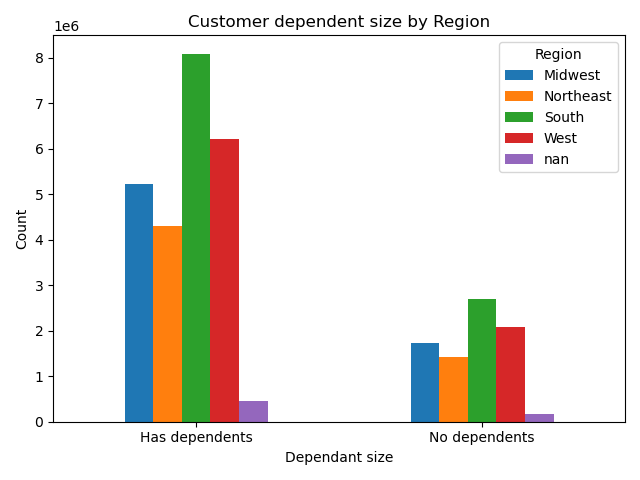 Customer dependent size by Region
1e6
8
7
6
5
4
3
2
1
0
Count
Region
Midwest
Northeast
South
West
nan
Has dependents
No dependents
Dependant size